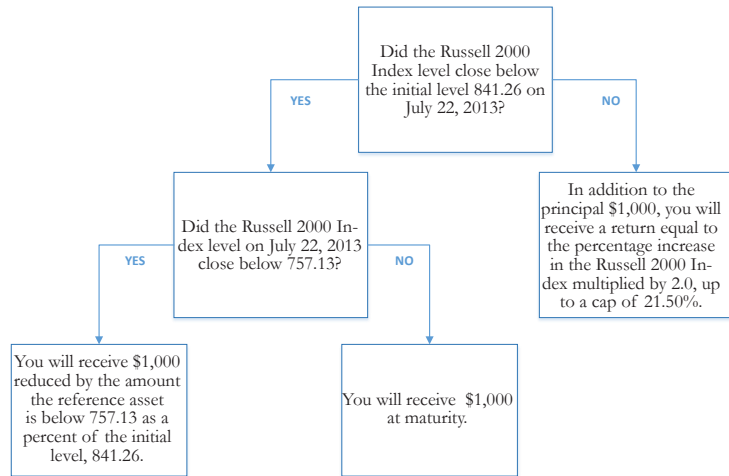 Did the Russell 2000
Index level close below
the initial level 841.26 on
July 22, 2013?
YES
NO
Did the Russell 2000 In-
dex level on July 22, 2013
close below 757.13?
In addition to the
principal $1,000, you will
receive a return equal to
the percentage increase
in the Russell 2000 In-
dex multiplied by 2.0, up
to a cap of 21.50%.
YES
NO
You will receive $1,000
reduced by the amount
the reference asset
is below 757.13 as a
percent of the initial
level, 841.26.
You will receive $1,000
at maturity.